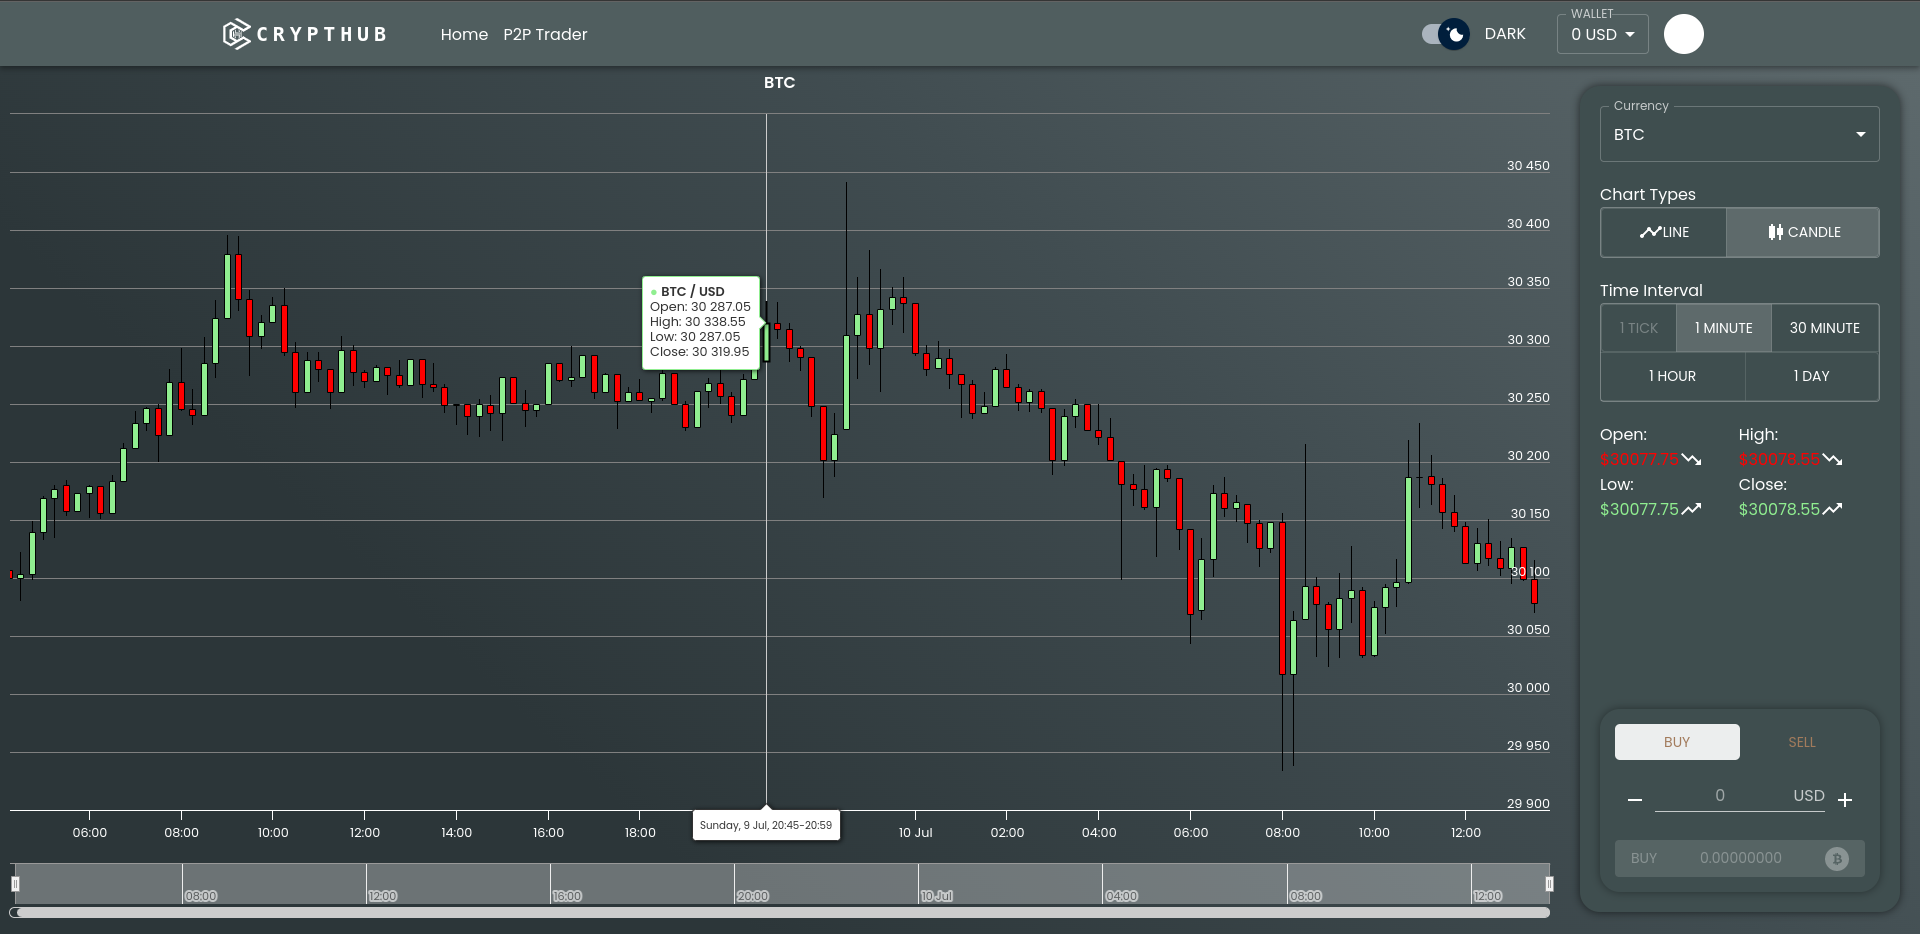 CRYPTHUB
Home
P2P Trader
DARK
WALLET
0 USD
BTC
30 450
30 400
30 350
30 300
30 250
30 200
30 150
30 100
30 050
30 000
29 950
29 900
BTC / USD
Open: 30 287.05
High: 30 338.55
Low: 30 287.05
Close: 30 319.95
06:00
08:00
10:00
12:00
14:00
16:00
18:00
Sunday, 9 Jul, 20:45-20:59
10 Jul
02:00
04:00
06:00
08:00
10:00
12:00
08:00
12:00
16:00
20:00
10 Jul
04:00
08:00
12:00
Currency
BTC
Chart Types
LINE
CANDLE
Time Interval
1 TICK
1 MINUTE
30 MINUTE
1 HOUR
1 DAY
Open:
High:
$30077.75
$30078.55
Low:
Close:
$30077.75
$30078.55
BUY
SELL
0
USD
BUY
0.00000000